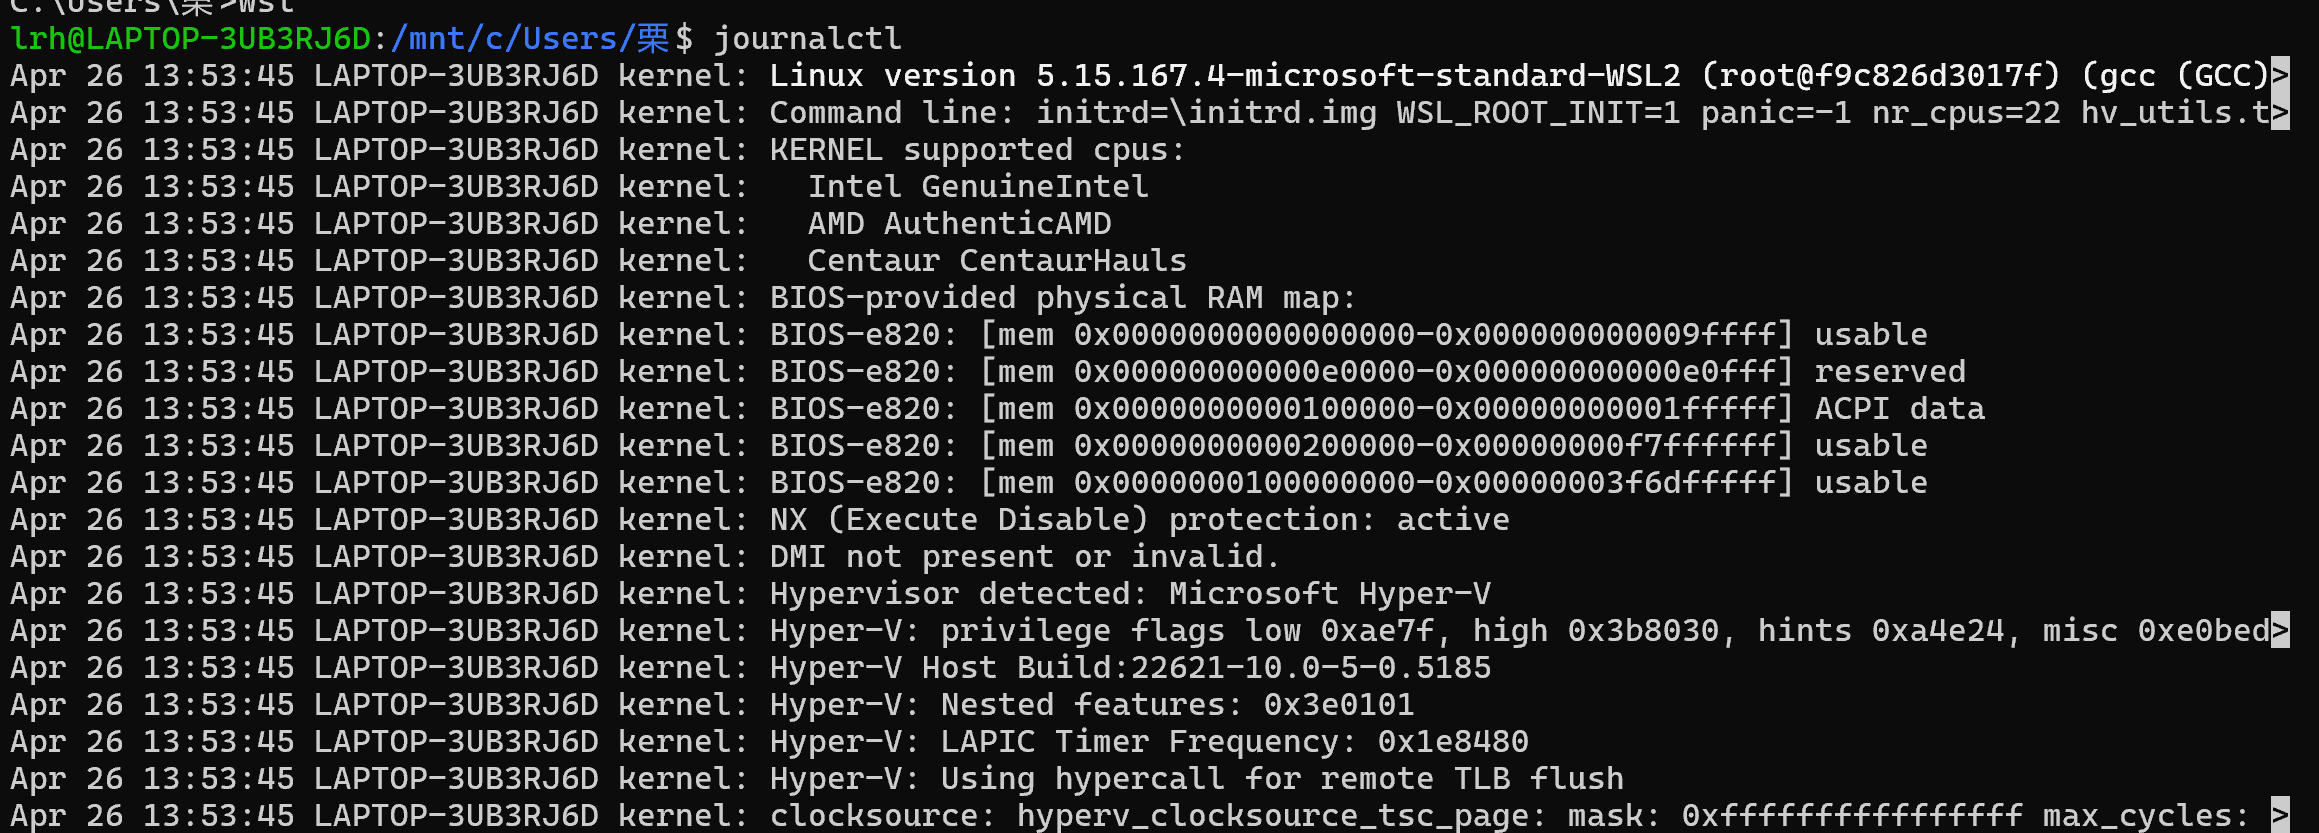 C:\Users\栗>wsl
lrh@LAPTOP-3UB3RJ6D:/mnt/c/Users/栗$ journalctl
Apr 26 13:53:45 LAPTOP-3UB3RJ6D kernel: Linux version 5.15.167.4-microsoft-standard-WSL2 (root@f9c826d3017f) (gcc (GCC)>
Apr 26 13:53:45 LAPTOP-3UB3RJ6D kernel: Command line: initrd=\initrd.img WSL_ROOT_INIT=1 panic=-1 nr_cpus=22 hv_utils.t>
Apr 26 13:53:45 LAPTOP-3UB3RJ6D kernel: KERNEL supported cpus:
Apr 26 13:53:45 LAPTOP-3UB3RJ6D kernel:   Intel GenuineIntel
Apr 26 13:53:45 LAPTOP-3UB3RJ6D kernel:   AMD AuthenticAMD
Apr 26 13:53:45 LAPTOP-3UB3RJ6D kernel:   Centaur CentaurHauls
Apr 26 13:53:45 LAPTOP-3UB3RJ6D kernel: BIOS-provided physical RAM map:
Apr 26 13:53:45 LAPTOP-3UB3RJ6D kernel: BIOS-e820: [mem 0x0000000000000000-0x000000000009ffff] usable
Apr 26 13:53:45 LAPTOP-3UB3RJ6D kernel: BIOS-e820: [mem 0x00000000000e0000-0x00000000000e0fff] reserved
Apr 26 13:53:45 LAPTOP-3UB3RJ6D kernel: BIOS-e820: [mem 0x0000000000100000-0x00000000001fffff] ACPI data
Apr 26 13:53:45 LAPTOP-3UB3RJ6D kernel: BIOS-e820: [mem 0x0000000000200000-0x00000000f7ffffff] usable
Apr 26 13:53:45 LAPTOP-3UB3RJ6D kernel: BIOS-e820: [mem 0x0000000100000000-0x00000003f6dfffff] usable
Apr 26 13:53:45 LAPTOP-3UB3RJ6D kernel: NX (Execute Disable) protection: active
Apr 26 13:53:45 LAPTOP-3UB3RJ6D kernel: DMI not present or invalid.
Apr 26 13:53:45 LAPTOP-3UB3RJ6D kernel: Hypervisor detected: Microsoft Hyper-V
Apr 26 13:53:45 LAPTOP-3UB3RJ6D kernel: Hyper-V: privilege flags low 0xae7f, high 0x3b8030, hints 0xa4e24, misc 0xe0bed>
Apr 26 13:53:45 LAPTOP-3UB3RJ6D kernel: Hyper-V Host Build:22621-10.0-5-0.5185
Apr 26 13:53:45 LAPTOP-3UB3RJ6D kernel: Hyper-V: Nested features: 0x3e0101
Apr 26 13:53:45 LAPTOP-3UB3RJ6D kernel: Hyper-V: LAPIC Timer Frequency: 0x1e8480
Apr 26 13:53:45 LAPTOP-3UB3RJ6D kernel: Hyper-V: Using hypercall for remote TLB flush
Apr 26 13:53:45 LAPTOP-3UB3RJ6D kernel: clocksource: hyperv_clocksource_tsc_page: mask: 0xffffffffffffffff max_cycles: >